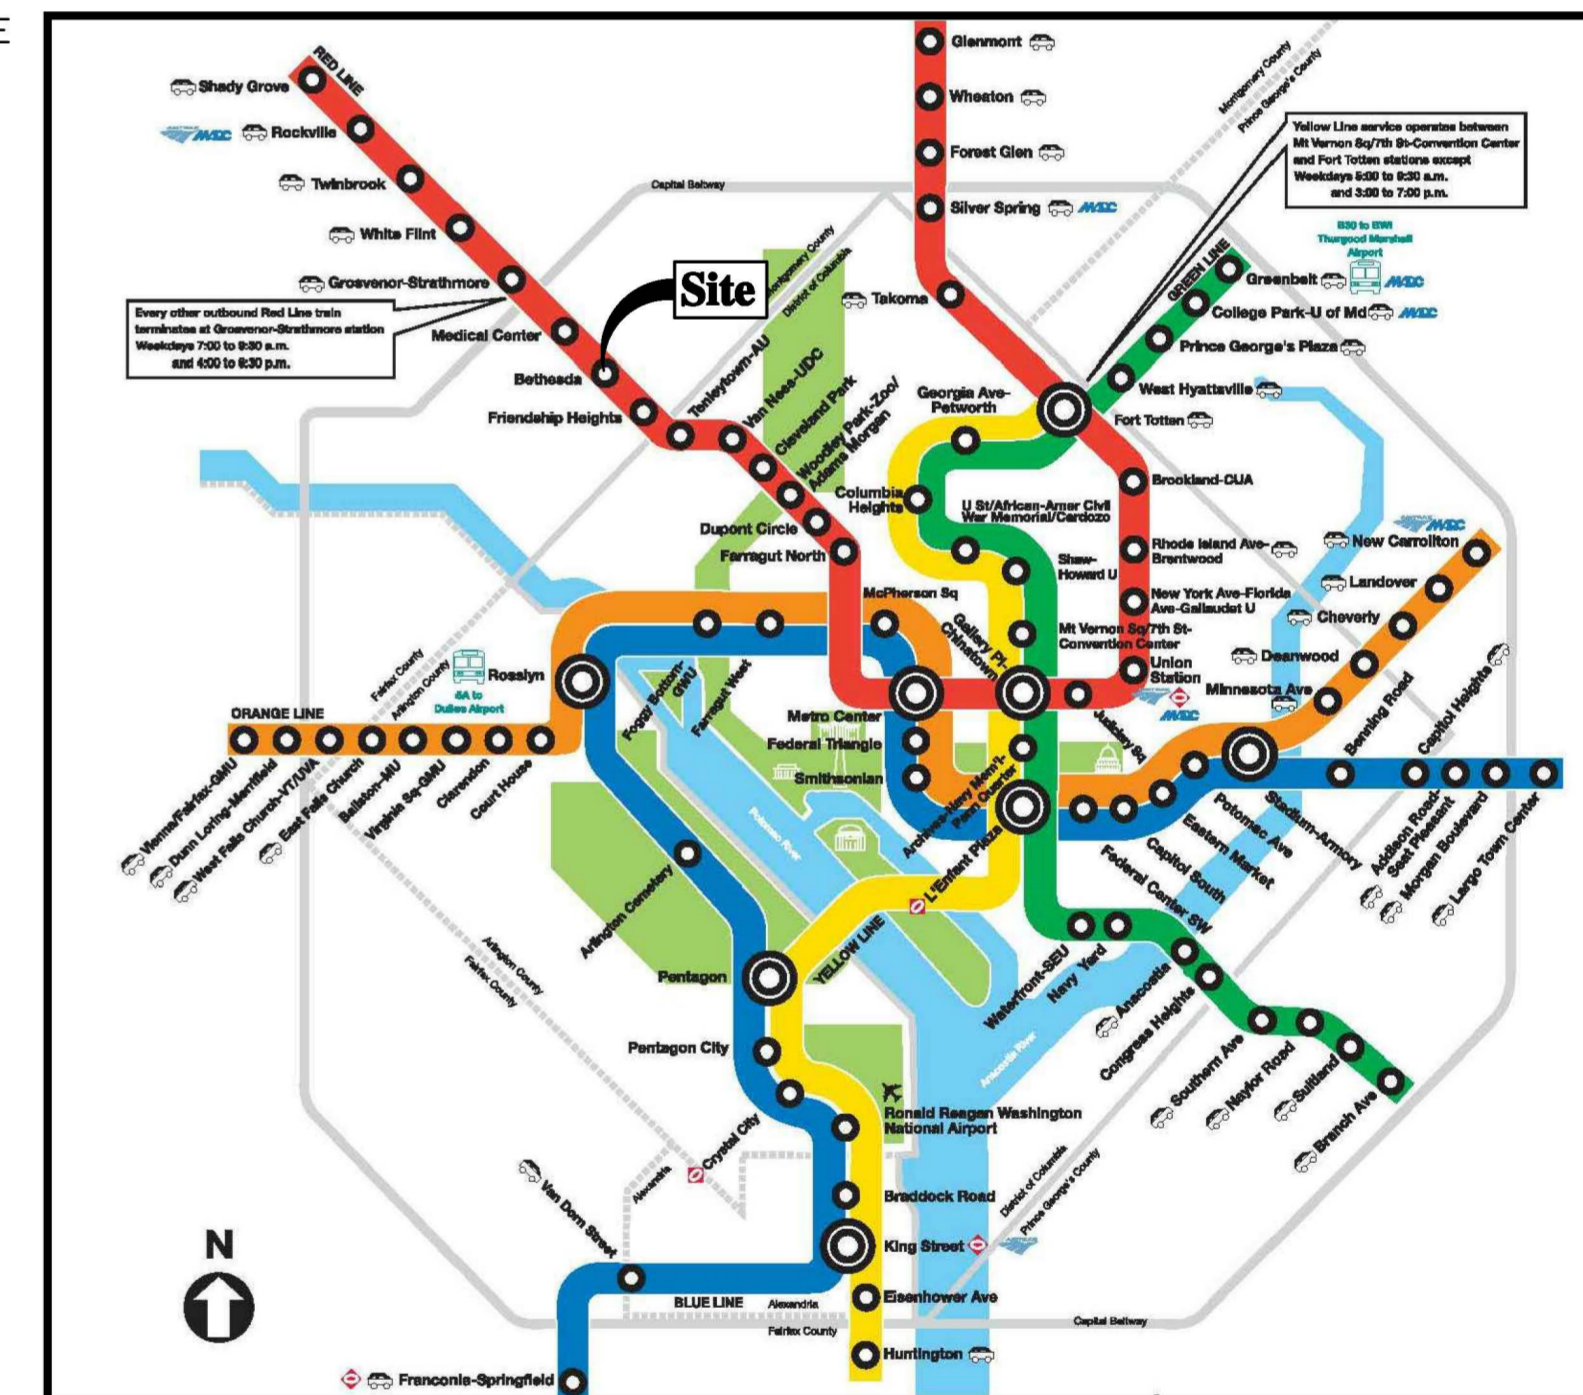 E
RED LINE
Shady Grove
Rockville
Twinbrook
White Flint
Grosvenor-Strathmore
Every other outbound Red Line train
terminates at Grosvenor-Strathmore station
Weekdays 7:00 to 9:30 a.m.
and 4:00 to 6:30 p.m.
Medical Center
Site
Bethesda
Friendship Heights
Tenleytown-AU
Van Ness-UDC
Cleveland Park
Woodley Park-Zoo/
Adams Morgan
Dupont Circle
Farragut North
Capital Beltway
Montgomery County
District of Columbia
Glenmont
Wheaton
Forest Glen
Silver Spring
MARC
Takoma
Montgomery County
Prince George's County
Yellow Line service operates between
Mt Vernon Sq/7th St-Convention Center
and Fort Totten stations except
Weekdays 5:00 to 9:30 a.m.
and 3:00 to 7:00 p.m.
B30 to BWI
Thurgood Marshall
Airport
GREEN LINE
Greenbelt
MARC
College Park-U of Md
MARC
Prince George's Plaza
West Hyattsville
Fort Totten
Georgia Ave-
Petworth
Columbia
Heights
U St/African-Amer Civil
War Memorial/Cardozo
Shaw-
Howard U
Mt Vernon Sq/7th St-
Convention Center
Gallery Pl-
Chinatown
Brookland-CUA
Rhode Island Ave-
Brentwood
New York Ave-Florida
Ave-Gallaudet U
Union
Station
MARC
Judiciary Sq
MARC
New Carrollton
Landover
Cheverly
Deanwood
Minnesota Ave
Benning Road
Capitol Heights
McPherson Sq
Metro Center
Federal Triangle
Smithsonian
Foggy Bottom-
GWU
Farragut West
Fairfax County
Arlington County
5A to
Dulles Airport
Rosslyn
ORANGE LINE
Vienna/Fairfax-GMU
Dunn Loring-Merrifield
West Falls Church-VT/UVA
East Falls Church
Ballston-MU
Virginia Sq-GMU
Clarendon
Court House
Archives-Navy Mem'l-
Penn Quarter
L'Enfant Plaza
Federal Center SW
Capitol South
Eastern Market
Potomac Ave
Stadium-Armory
Addison Road-
Seat Pleasant
Morgan Boulevard
Largo Town Center
Potomac River
Arlington Cemetery
Pentagon
YELLOW LINE
Arlington County
Fairfax County
Pentagon City
Crystal City
Ronald Reagan Washington
National Airport
Waterfront-SEU
Navy Yard
Anacostia
Congress Heights
Southern Ave
Naylor Road
Suitland
Branch Ave
Anacostia River
Braddock Road
King Street
Eisenhower Ave
Huntington
District of Columbia
Prince George's County
Capital Beltway
Alexandria
Van Dorn Street
BLUE LINE
Alexandria
Fairfax County
Franconia-Springfield
MARC
N